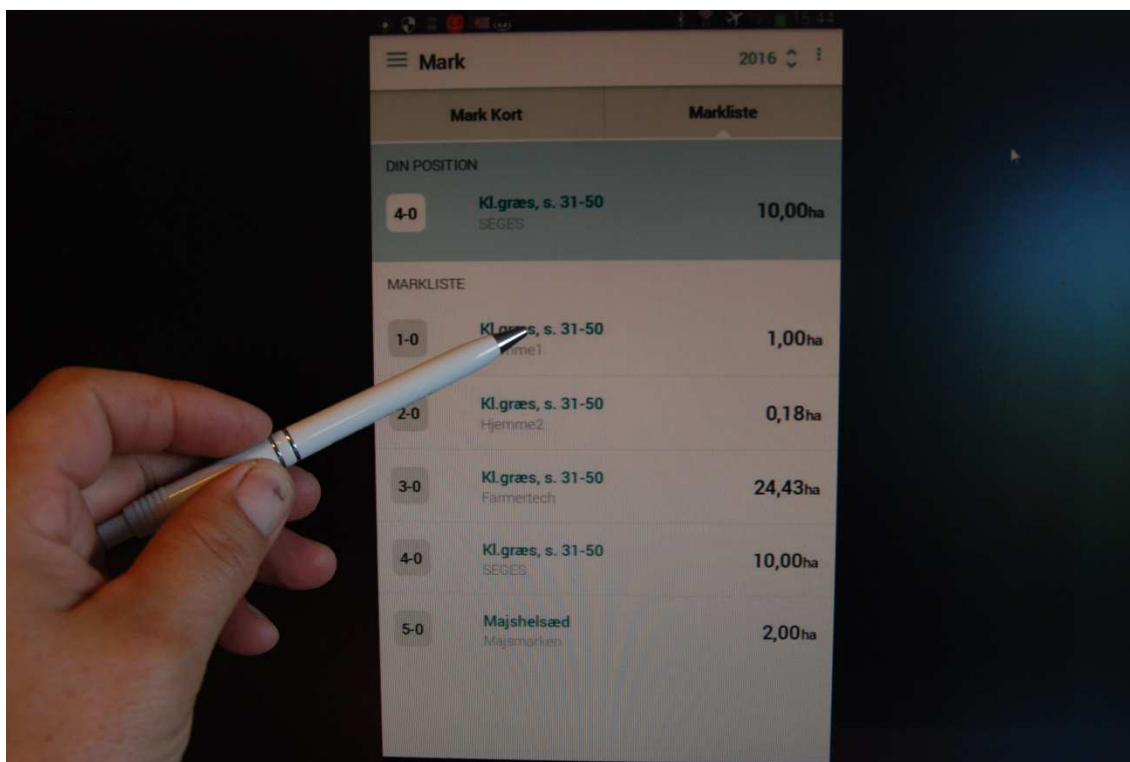 15:44
Mark
2016
Mark Kort
Markliste
DIN POSITION
4-0
Kl.græs, s. 31-50
10,00ha
SEGES
MARKLISTE
1-0
Kl.græs, s. 31-50
1,00ha
2-0
Kl.græs, s. 31-50
0,18ha
Hjemme2
3-0
Kl.græs, s. 31-50
24,43ha
Farmertech
4-0
Kl.græs, s. 31-50
10,00ha
SEGES
5-0
Majshelsæd
2,00ha
Majsmarken